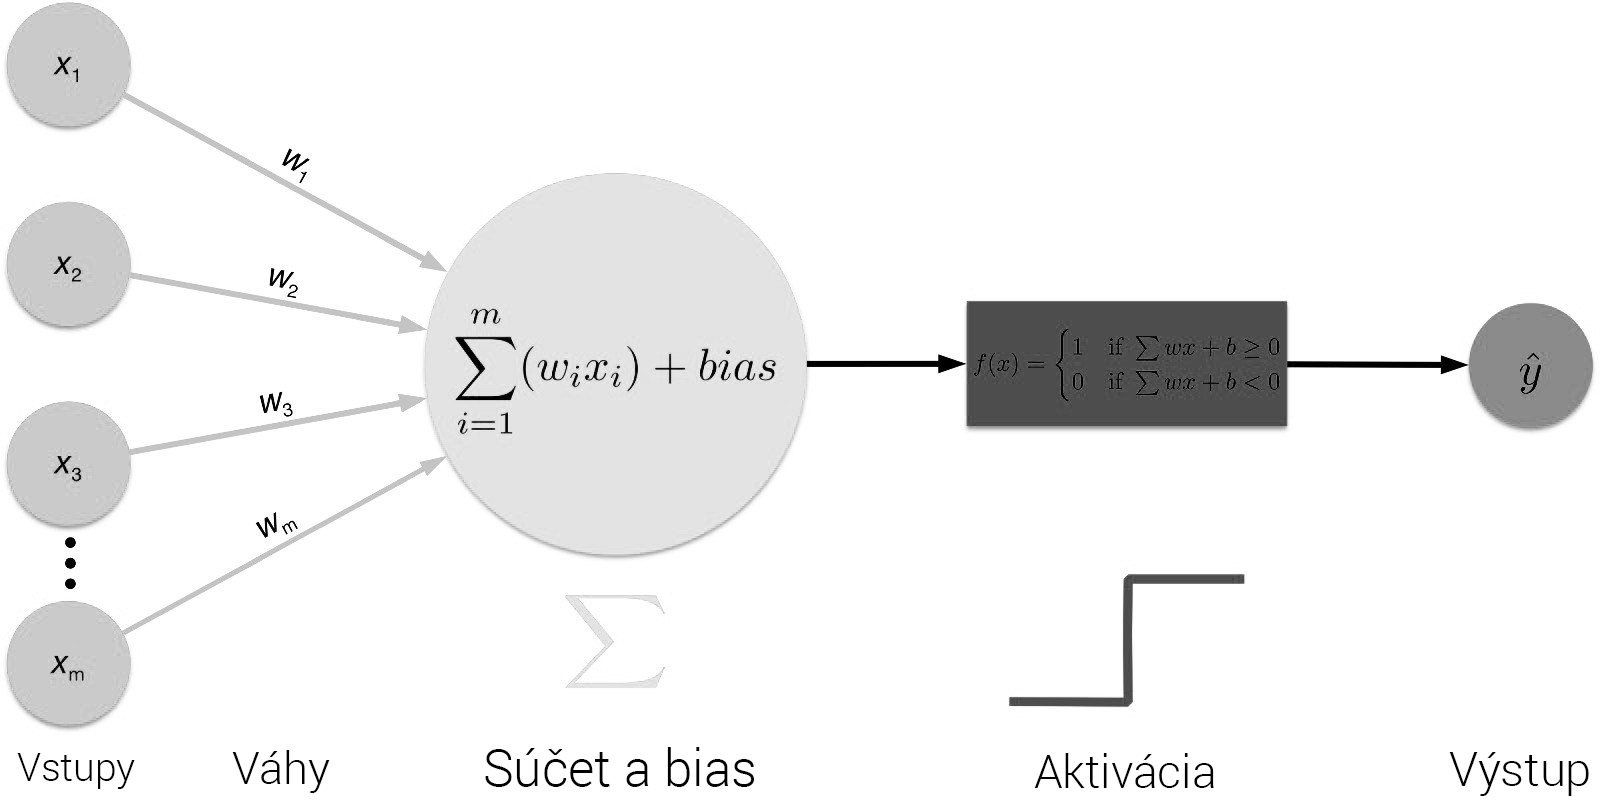 x₁
w₁
x₂
w₂
x₃
w₃
xₘ
wₘ
m
∑(wᵢxᵢ) + bias
i=1
f(x) = { 1 if ∑ wx + b ≥ 0
0 if ∑ wx + b < 0
ŷ
∑
Vstupy
Váhy
Súčet a bias
Aktivácia
Výstup